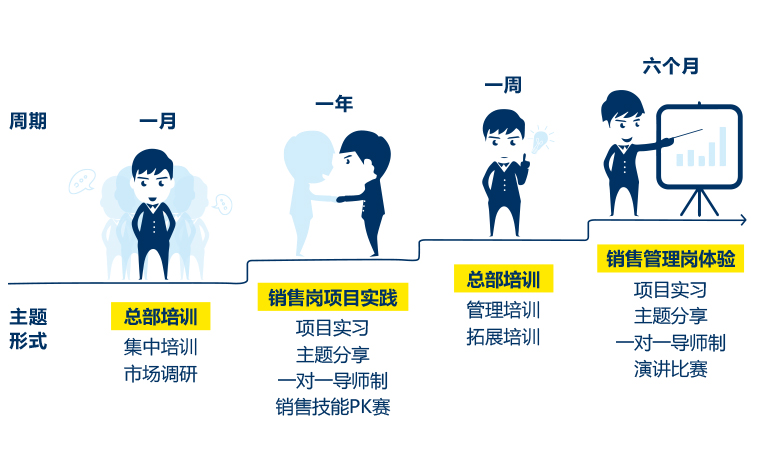 周期
一月
一年
一周
六个月
主题
形式
总部培训
集中培训
市场调研
销售岗项目实践
项目实习
主题分享
一对一导师制
销售技能PK赛
总部培训
管理培训
拓展培训
销售管理岗体验
项目实习
主题分享
一对一导师制
演讲比赛